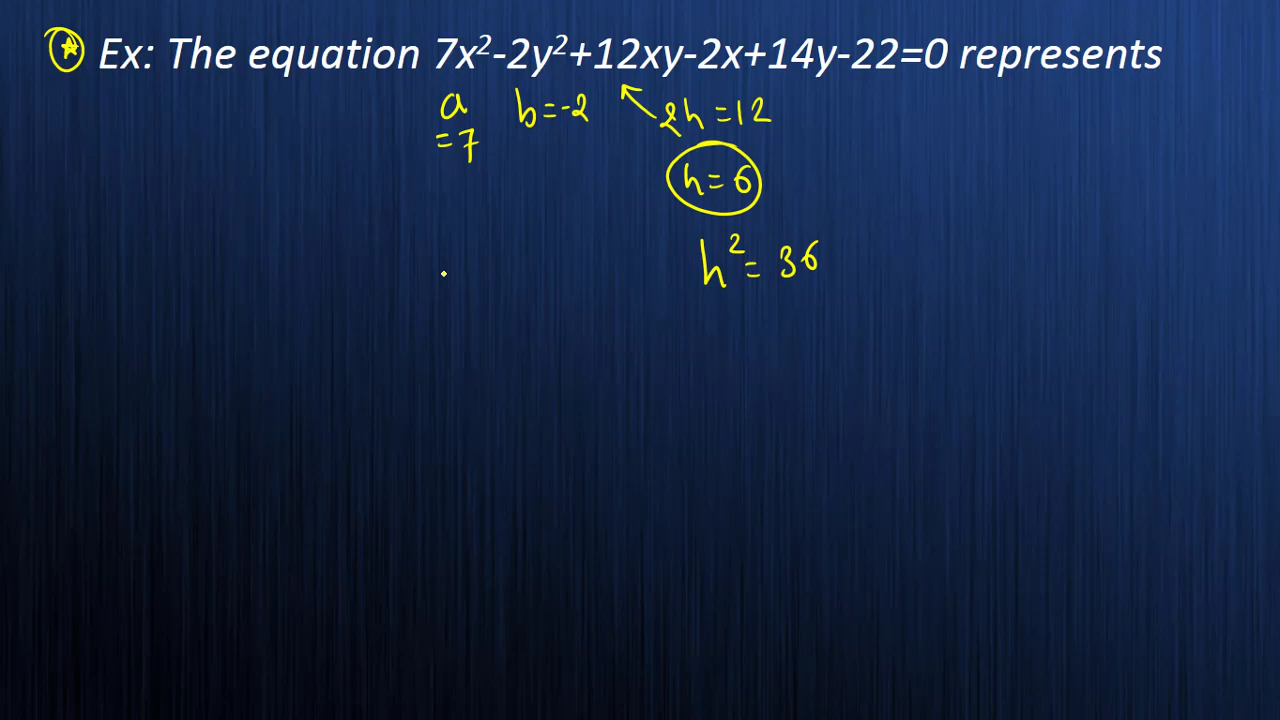 Ex: The equation 7x²-2y²+12xy-2x+14y-22=0 represents
a b=-2 2h=12
=7
h=6
h²=36